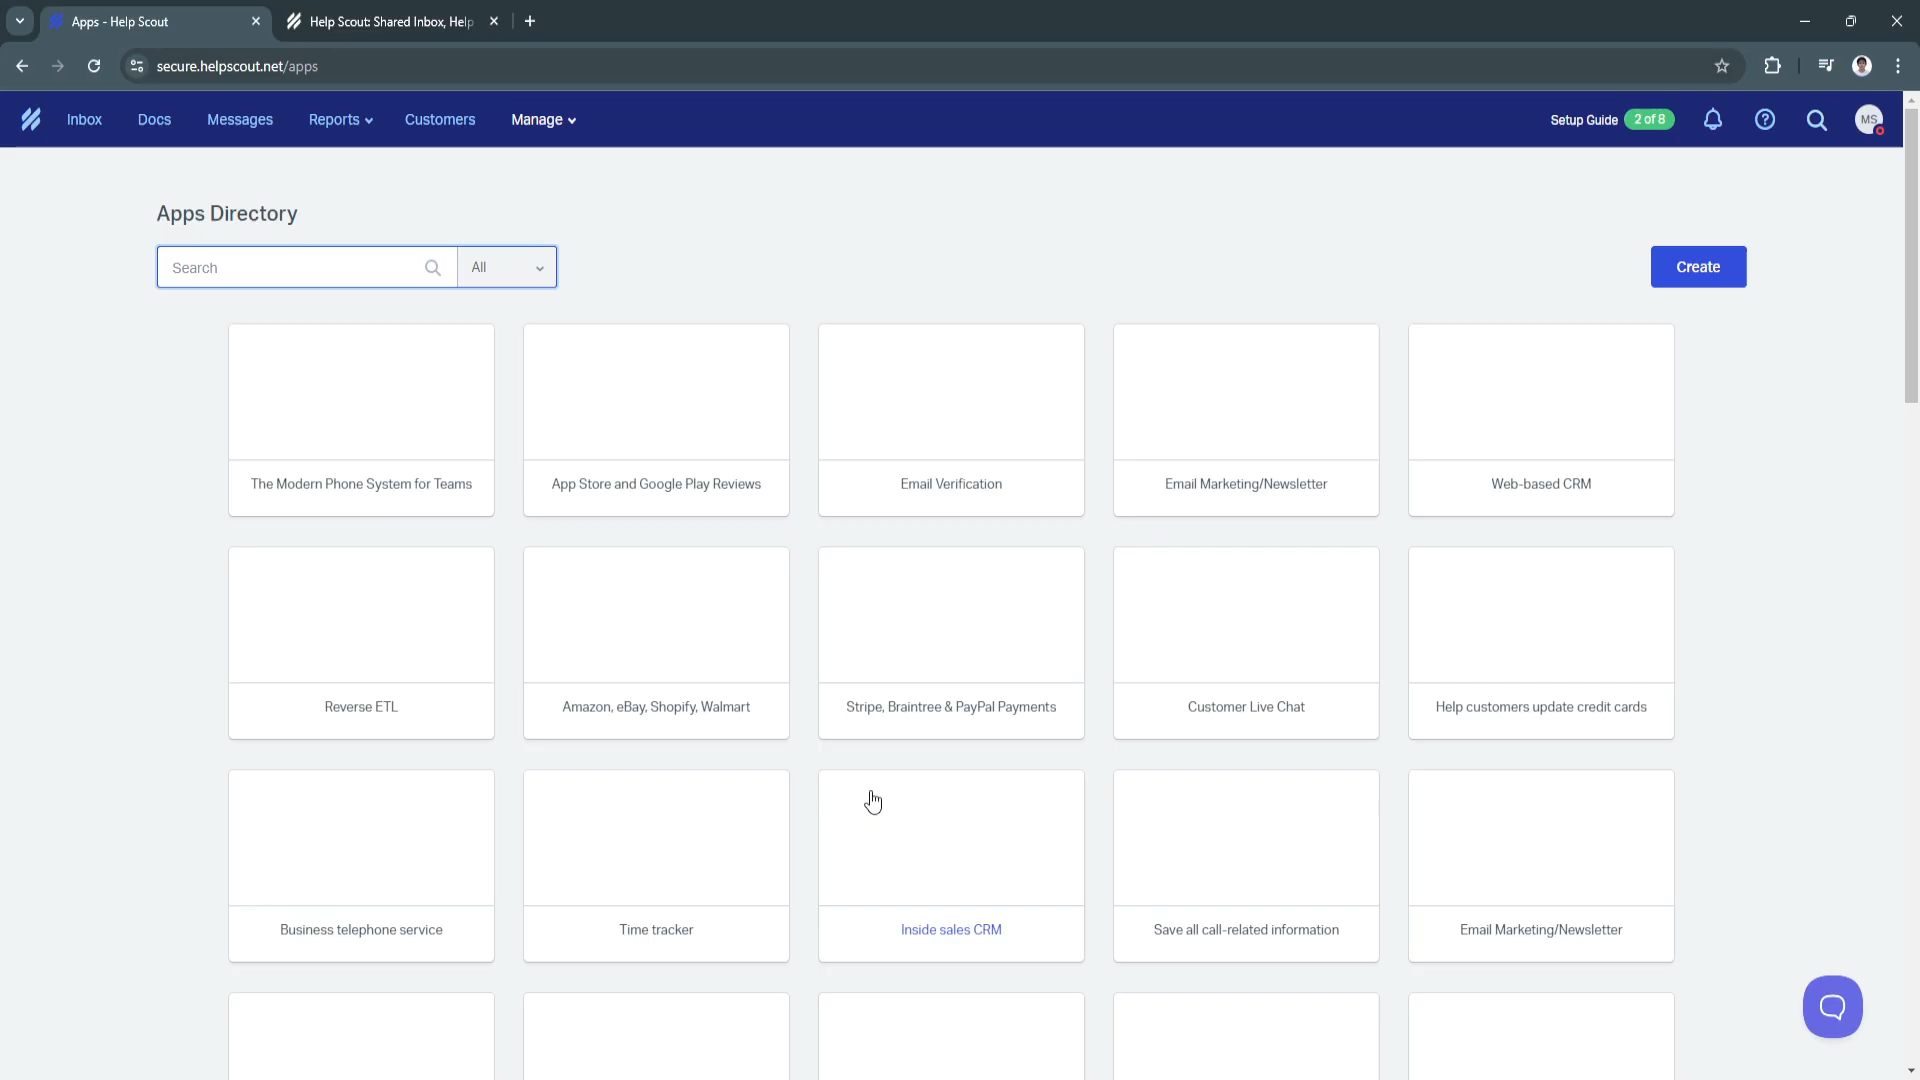 Apps - Help Scout
Help Scout: Shared Inbox, Help
secure.helpscout.net/apps
Inbox
Docs
Messages
Reports
Customers
Manage
Setup Guide
2 of 8
MS
Apps Directory
Search
All
Create
The Modern Phone System for Teams
App Store and Google Play Reviews
Email Verification
Email Marketing/Newsletter
Web-based CRM
Reverse ETL
Amazon, eBay, Shopify, Walmart
Stripe, Braintree & PayPal Payments
Customer Live Chat
Help customers update credit cards
Business telephone service
Time tracker
Inside sales CRM
Save all call-related information
Email Marketing/Newsletter